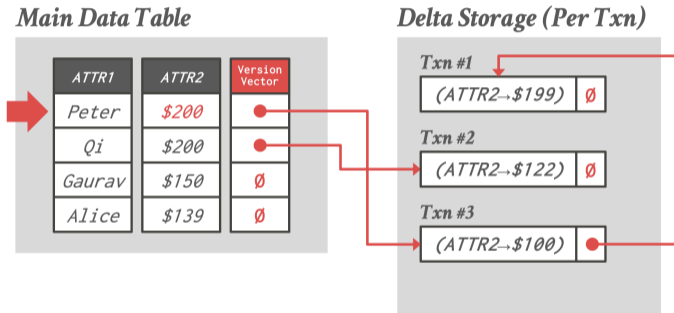 Main Data Table
ATTR1 ATTR2 Version Vector
Peter $200
Qi $200
Gaurav $150 Ø
Alice $139 Ø
Delta Storage (Per Txn)
Txn #1
(ATTR2→$199) Ø
Txn #2
(ATTR2→$122) Ø
Txn #3
(ATTR2→$100)